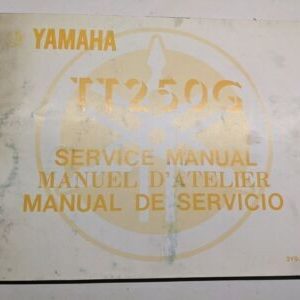 YAMAHA
TT250G
SERVICE MANUAL
MANUEL D'ATELIER
MANUAL DE SERVICIO